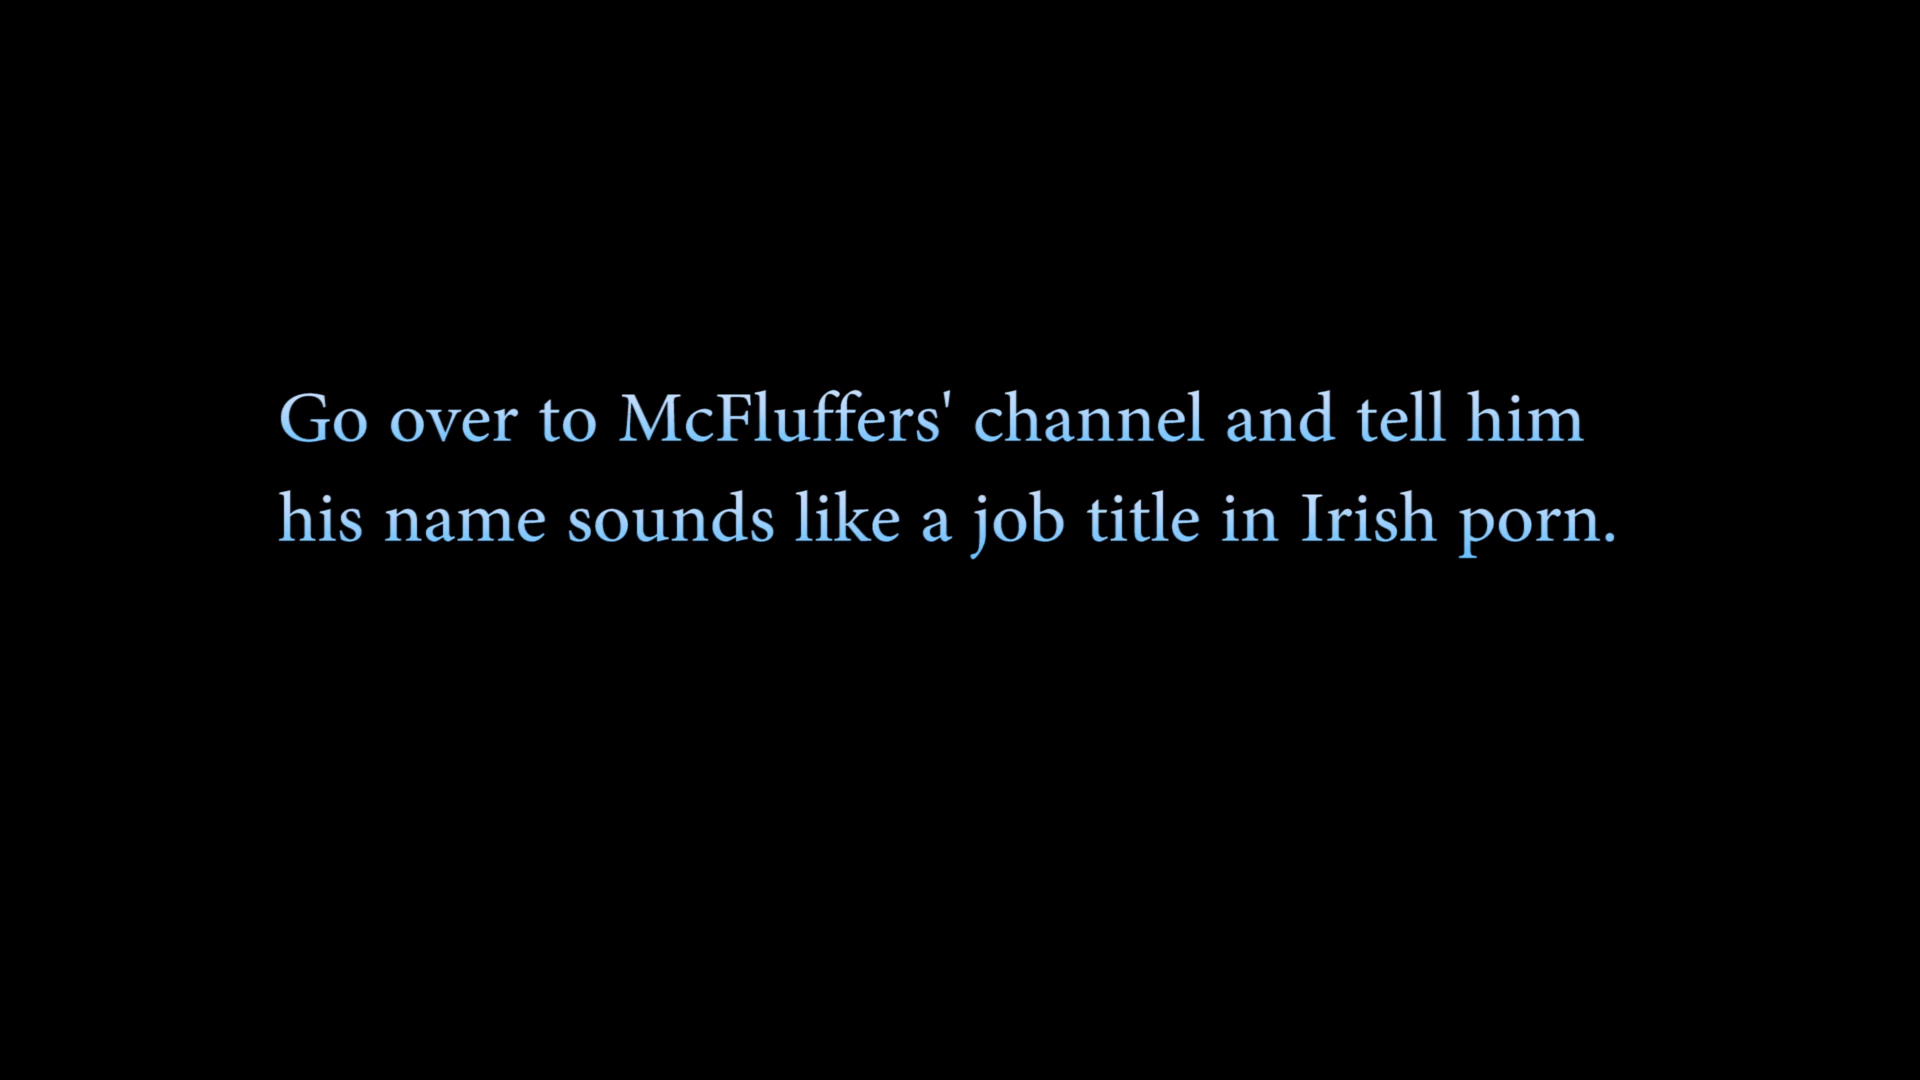 Go over to McFluffers' channel and tell him
his name sounds like a job title in Irish porn.